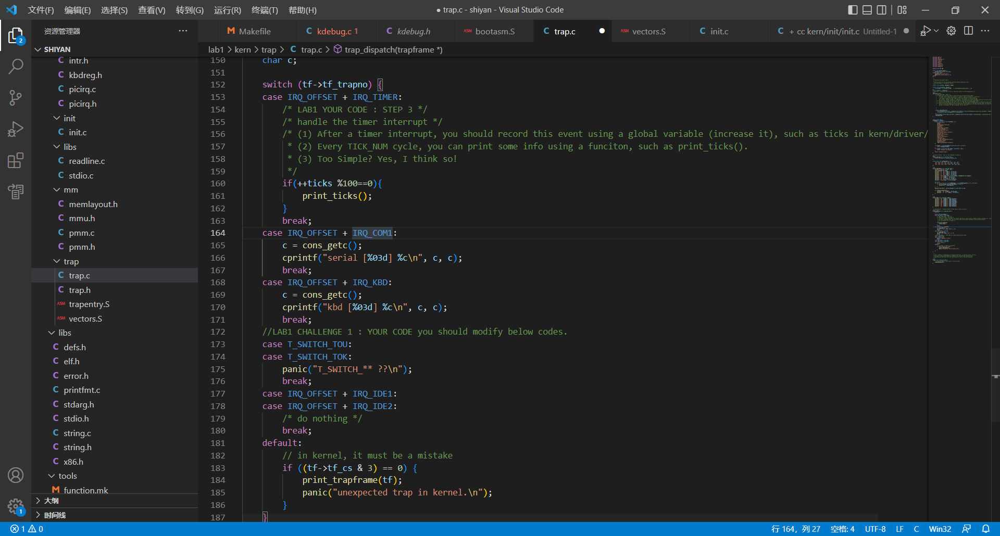 文件(F) 编辑(E) 选择(S) 查看(V) 转到(G) 运行(R) 终端(T) 帮助(H) ● trap.c - shiyan - Visual Studio Code
资源管理器 ··· M Makefile C kdebug.c 1 C kdebug.h ASM bootasm.S C trap.c ASM vectors.S C init.c C + cc kern/init/init.c Untitled-1
2
SHIYAN
C intr.h
C kbdreg.h
C picirq.c
C picirq.h
init
C init.c
libs
C readline.c
C stdio.c
mm
C memlayout.h
C mmu.h
C pmm.c
C pmm.h
trap
C trap.c
C trap.h
ASM trapentry.S
ASM vectors.S
libs
C defs.h
C elf.h
C error.h
C printfmt.c
C stdarg.h
C stdio.h
C string.c
C string.h
C x86.h
tools
M function.mk
大纲
1
时间线
lab1 > kern > trap > C trap.c > trap_dispatch(trapframe *)
150 char c;
151
152 switch (tf->tf_trapno) {
153 case IRQ_OFFSET + IRQ_TIMER:
154 /* LAB1 YOUR CODE : STEP 3 */
155 /* handle the timer interrupt */
156 /* (1) After a timer interrupt, you should record this event using a global variable (increase it), such as ticks in kern/driver/
157 * (2) Every TICK_NUM cycle, you can print some info using a funciton, such as print_ticks().
158 * (3) Too Simple? Yes, I think so!
159 */
160 if(++ticks %100==0){
161 print_ticks();
162 }
163 break;
164 case IRQ_OFFSET + IRQ_COM1:
165 c = cons_getc();
166 cprintf("serial [%03d] %c\n", c, c);
167 break;
168 case IRQ_OFFSET + IRQ_KBD:
169 c = cons_getc();
170 cprintf("kbd [%03d] %c\n", c, c);
171 break;
172 //LAB1 CHALLENGE 1 : YOUR CODE you should modify below codes.
173 case T_SWITCH_TOU:
174 case T_SWITCH_TOK:
175 panic("T_SWITCH_** ??\n");
176 break;
177 case IRQ_OFFSET + IRQ_IDE1:
178 case IRQ_OFFSET + IRQ_IDE2:
179 /* do nothing */
180 break;
181 default:
182 // in kernel, it must be a mistake
183 if ((tf->tf_cs & 3) == 0) {
184 print_trapframe(tf);
185 panic("unexpected trap in kernel.\n");
186 }
187 }
1 0 行 164，列 27 空格: 4 UTF-8 LF C Win32